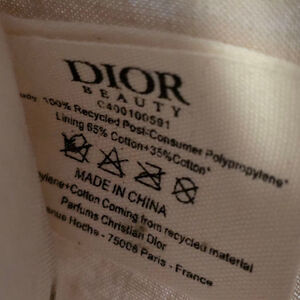 DIOR
BEAUTY
C400100591
100% Recycled Post-Consumer Polypropylene*
Lining 65% Cotton+35% Cotton*
MADE IN CHINA
+Cotton Coming from recycled material
Parfums Christian Dior
Hoche - 75008 Paris - France